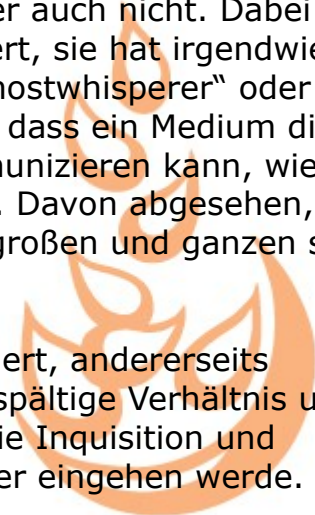 er auch nicht. Dabei
ert, sie hat irgendwie
hostwhisperer“ oder
dass ein Medium di
munizieren kann, wie
. Davon abgesehen,
großen und ganzen s
ert, andererseits
spältige Verhältnis u
ie Inquisition und
er eingehen werde.